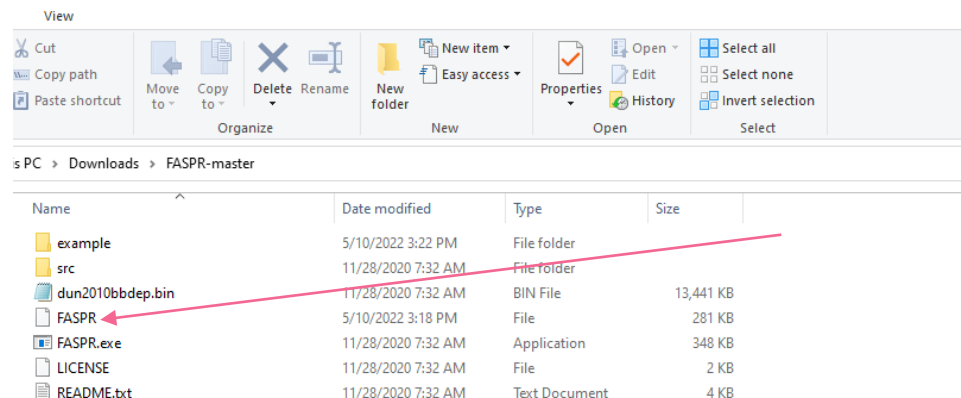 View
Cut
Copy path
Paste shortcut
Move to
Copy to
Delete
Rename
New folder
New item
Easy access
Properties
Open
Edit
History
Select all
Select none
Invert selection
Organize
New
Open
Select
is PC > Downloads > FASPR-master
Name Date modified Type Size
example 5/10/2022 3:22 PM File folder
src 11/28/2020 7:32 AM File folder
dun2010bbdep.bin 11/28/2020 7:32 AM BIN File 13,441 KB
FASPR 5/10/2022 3:18 PM File 281 KB
FASPR.exe 11/28/2020 7:32 AM Application 348 KB
LICENSE 11/28/2020 7:32 AM File 2 KB
README.txt 11/28/2020 7:32 AM Text Document 4 KB